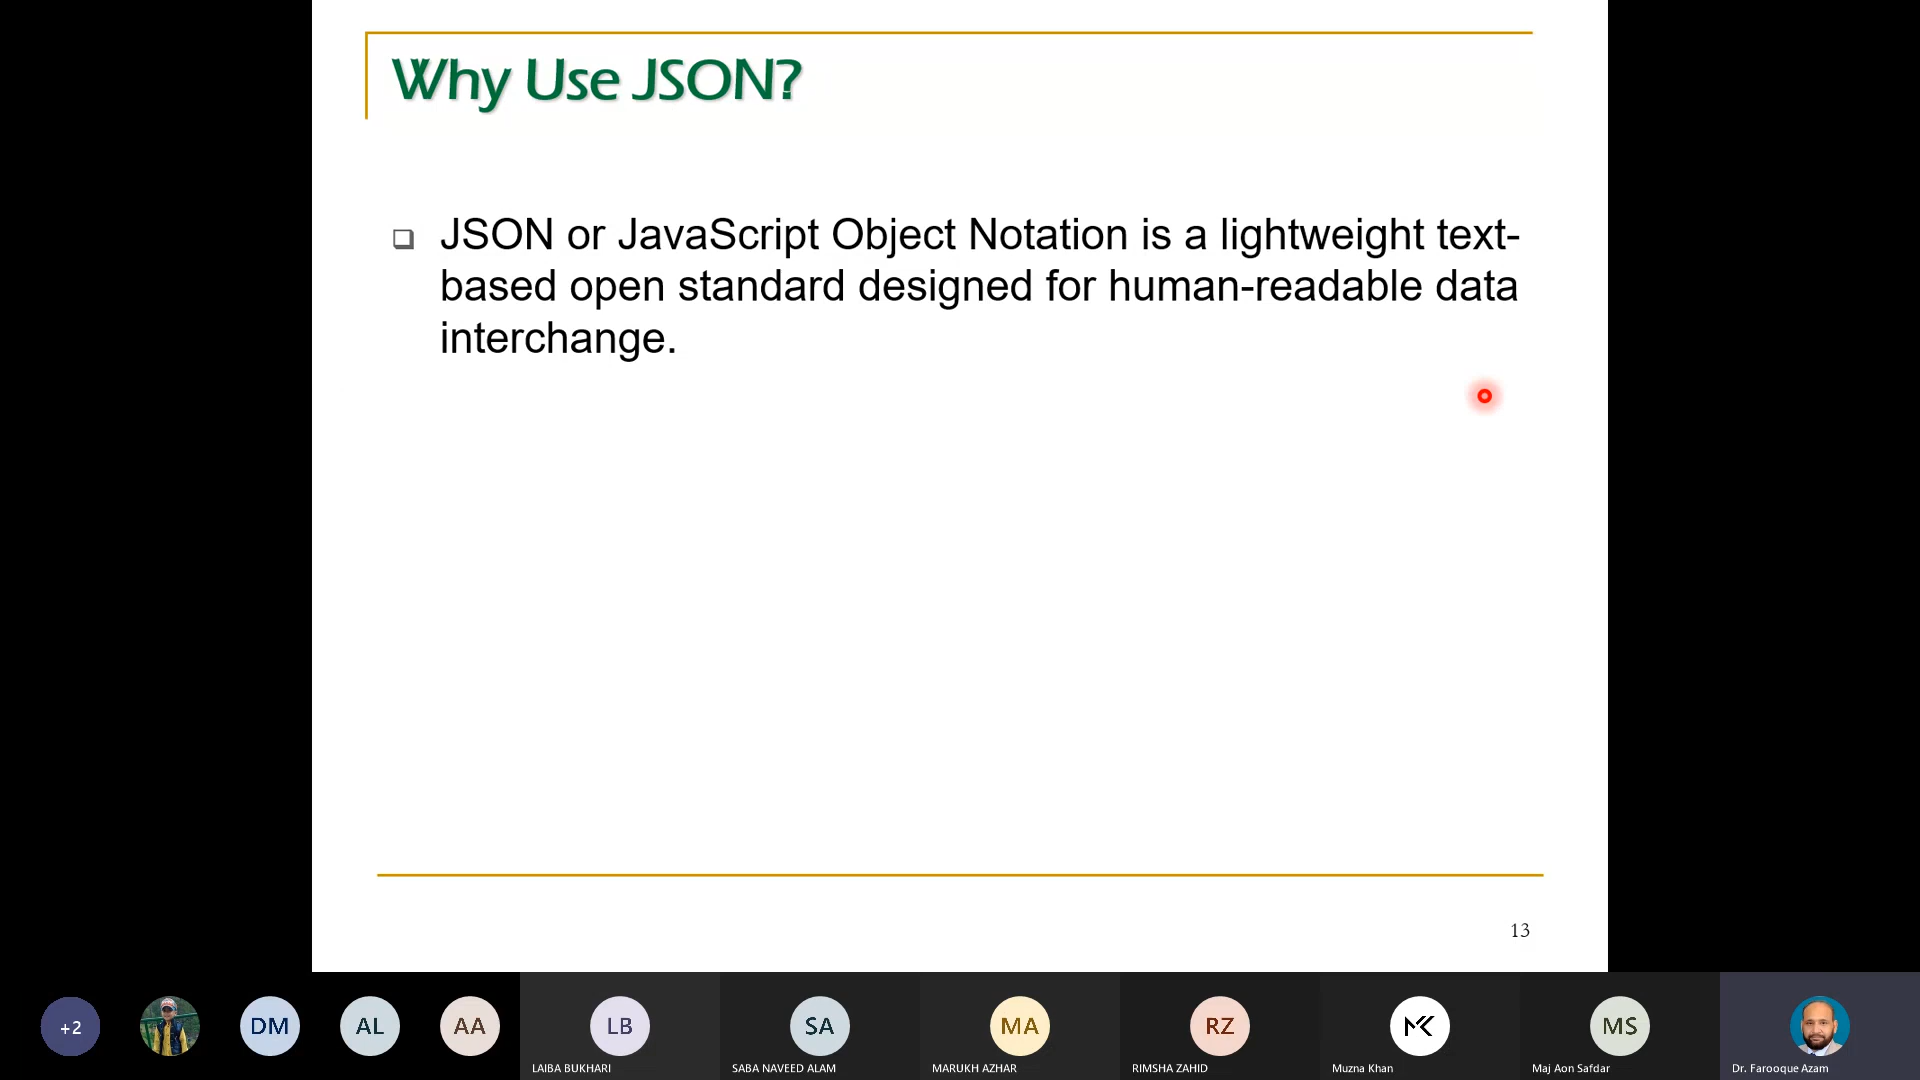 Why Use JSON?
❑ JSON or JavaScript Object Notation is a lightweight text-
based open standard designed for human-readable data
interchange.
13
+2
DM
AL
AA
LB
SA
MA
RZ
MK
MS
LAIBA BUKHARI
SABA NAVEED ALAM
MARUKH AZHAR
RIMSHA ZAHID
Muzna Khan
Maj Aon Safdar
Dr. Farooque Azam